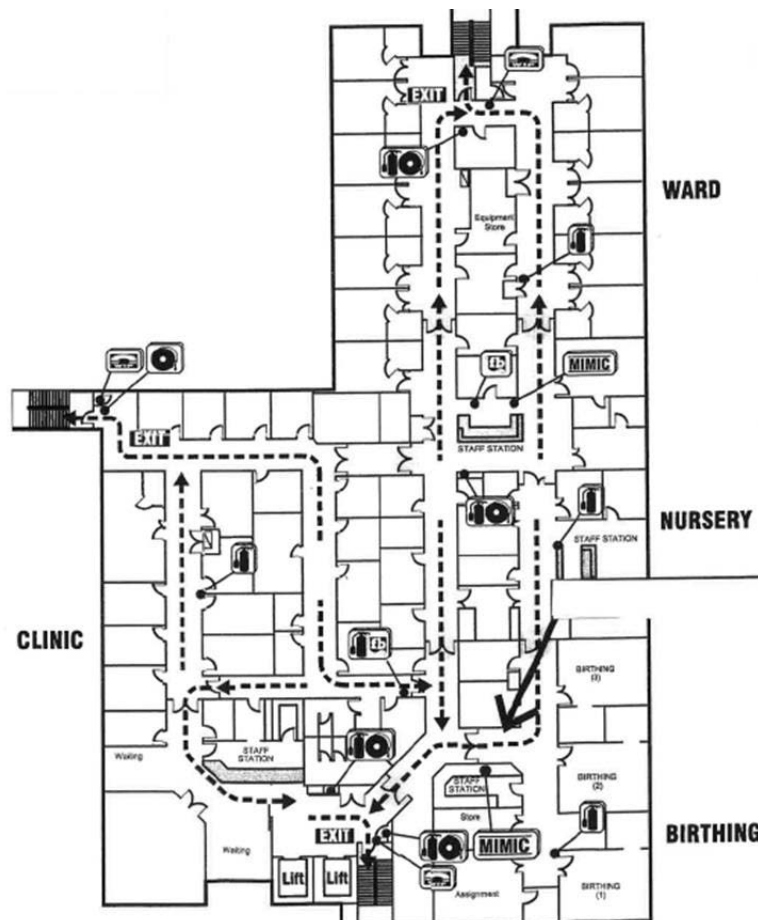 EXIT
WARD
Equipment
Store
MIMIC
EXIT
STAFF STATION
NURSERY
STAFF STATION
CLINIC
BIRTHING
(3)
STAFF
STATION
Waiting
BIRTHING
(2)
STAFF
STATION
Store
Waiting
EXIT
MIMIC
BIRTHING
Lift
Lift
Assignment
BIRTHING
(1)